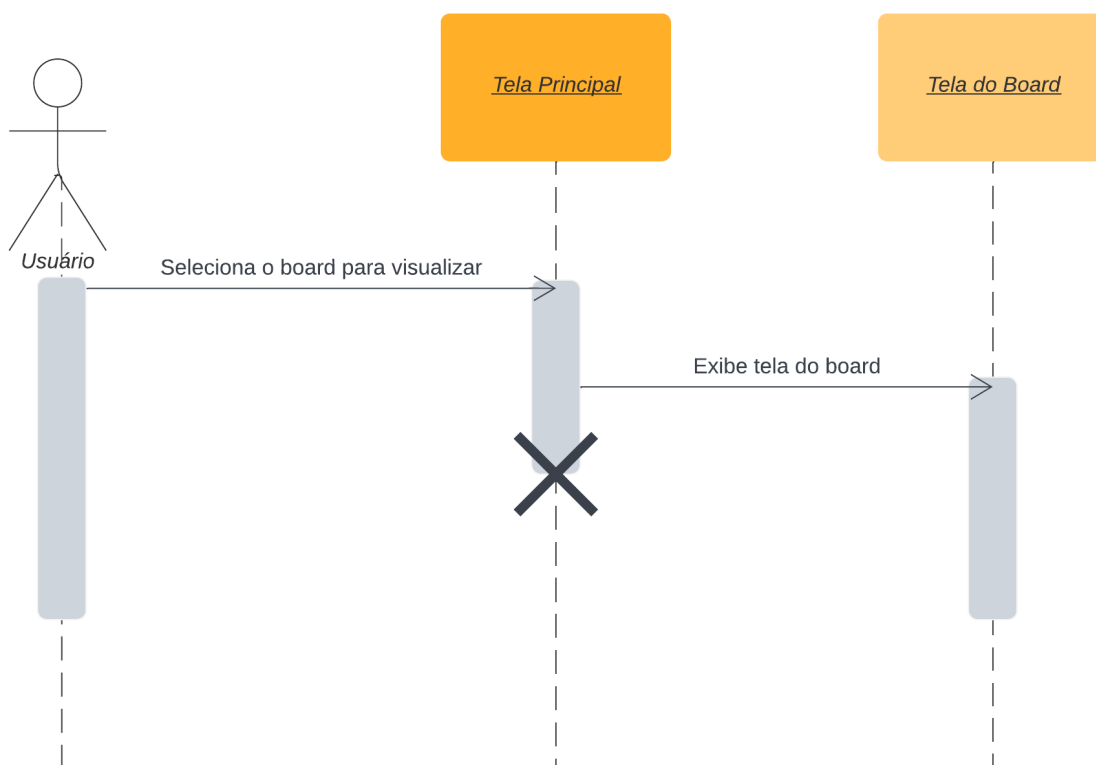 Tela Principal
Tela do Board
Usuário
Seleciona o board para visualizar
Exibe tela do board